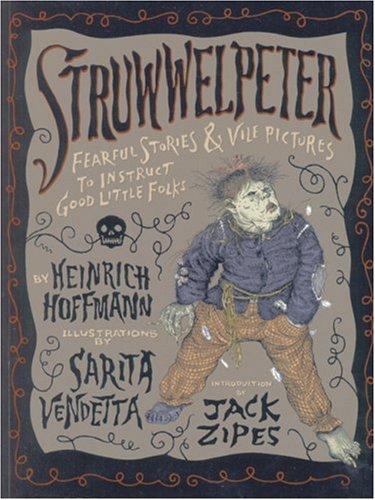 STRUWWELPETER
FEARFUL STORIES & VILE PICTURES
TO INSTRUCT
GOOD LITTLE FOLKS
BY HEINRICH
HOFFMANN
ILLUSTRATIONS
BY
SARITA
VENDETTA
INTRODUCTION
BY
JACK
ZIPES